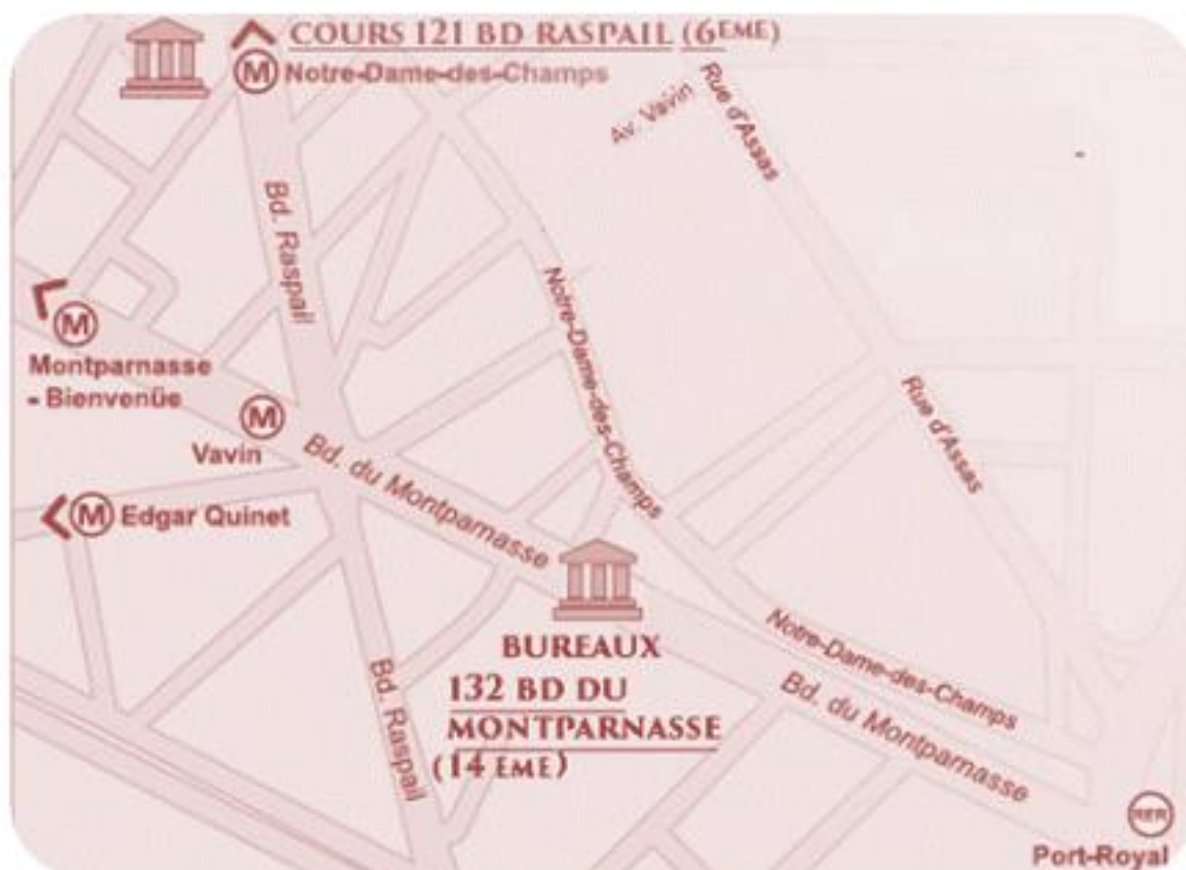 COURS 121 BD RASPAIL (6EME)
M Notre-Dame-des-Champs
Av. Vavin
Rue d'Assas
Bd. Raspail
Notre-Dame-des-Champs
M
Montparnasse
- Bienvenüe
M
Vavin
Rue d'Assas
Bd. du Montparnasse
M Edgar Quinet
BUREAUX
132 BD DU
MONTPARNASSE
(14 EME)
Bd. Raspail
Notre-Dame-des-Champs
Bd. du Montparnasse
RER
Port-Royal